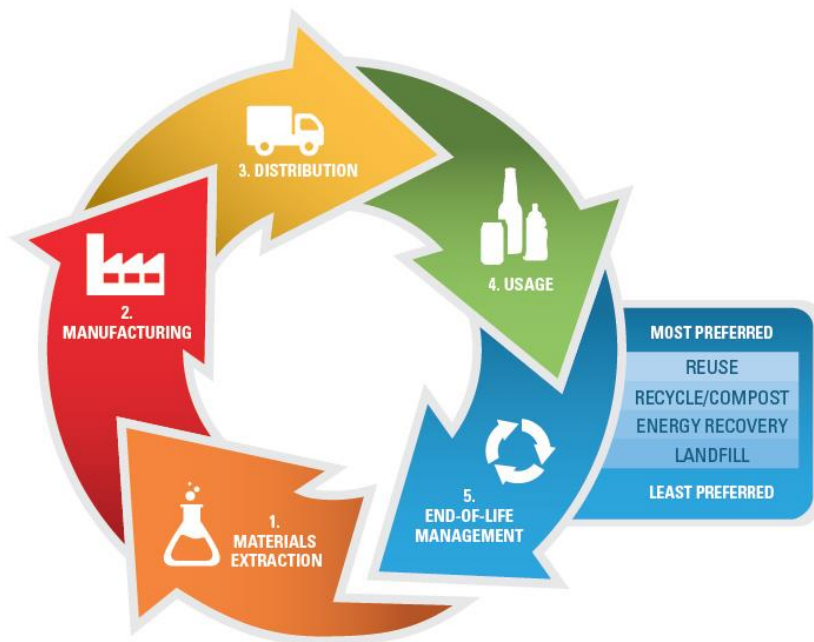 1.
MATERIALS
EXTRACTION
2.
MANUFACTURING
3. DISTRIBUTION
4. USAGE
5.
END-OF-LIFE
MANAGEMENT
MOST PREFERRED
REUSE
RECYCLE/COMPOST
ENERGY RECOVERY
LANDFILL
LEAST PREFERRED